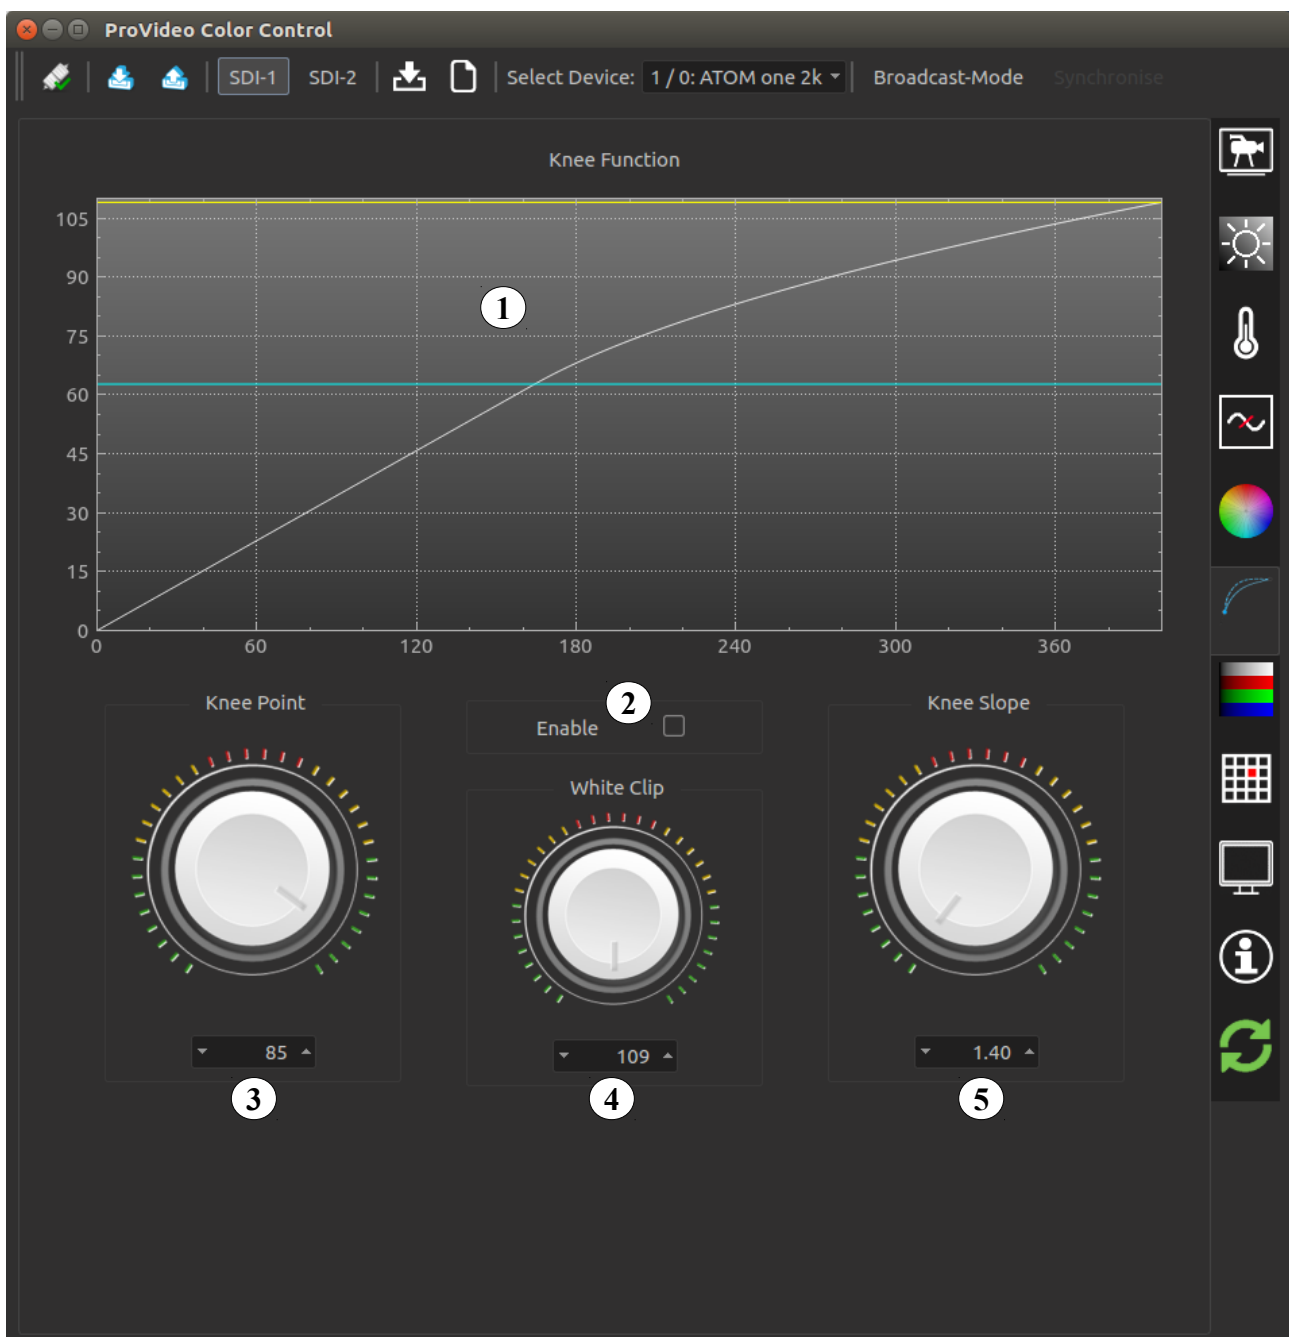 ProVideo Color Control
SDI-1 SDI-2 Select Device: 1 / 0: ATOM one 2k Broadcast-Mode Synchronise
Knee Function
105
90
75
60
45
30
15
0
0 60 120 180 240 300 360
1
Knee Point
2
Enable
Knee Slope
White Clip
85
109
1.40
3
4
5